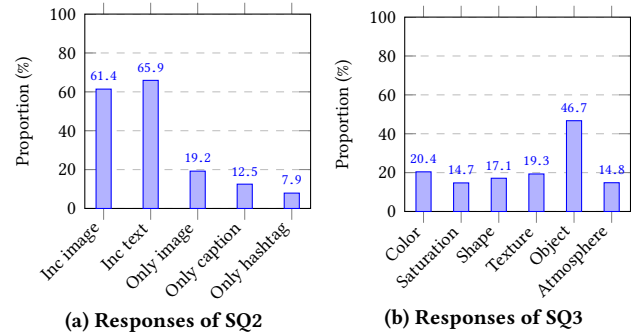 Proportion (%)
100
80
60
40
20
0
61.4
65.9
19.2
12.5
7.9
Inc image
Inc text
Only image
Only caption
Only hashtag
(a) Responses of SQ2
Proportion (%)
100
80
60
40
20
0
20.4
14.7
17.1
19.3
46.7
14.8
Color
Saturation
Shape
Texture
Object
Atmosphere
(b) Responses of SQ3